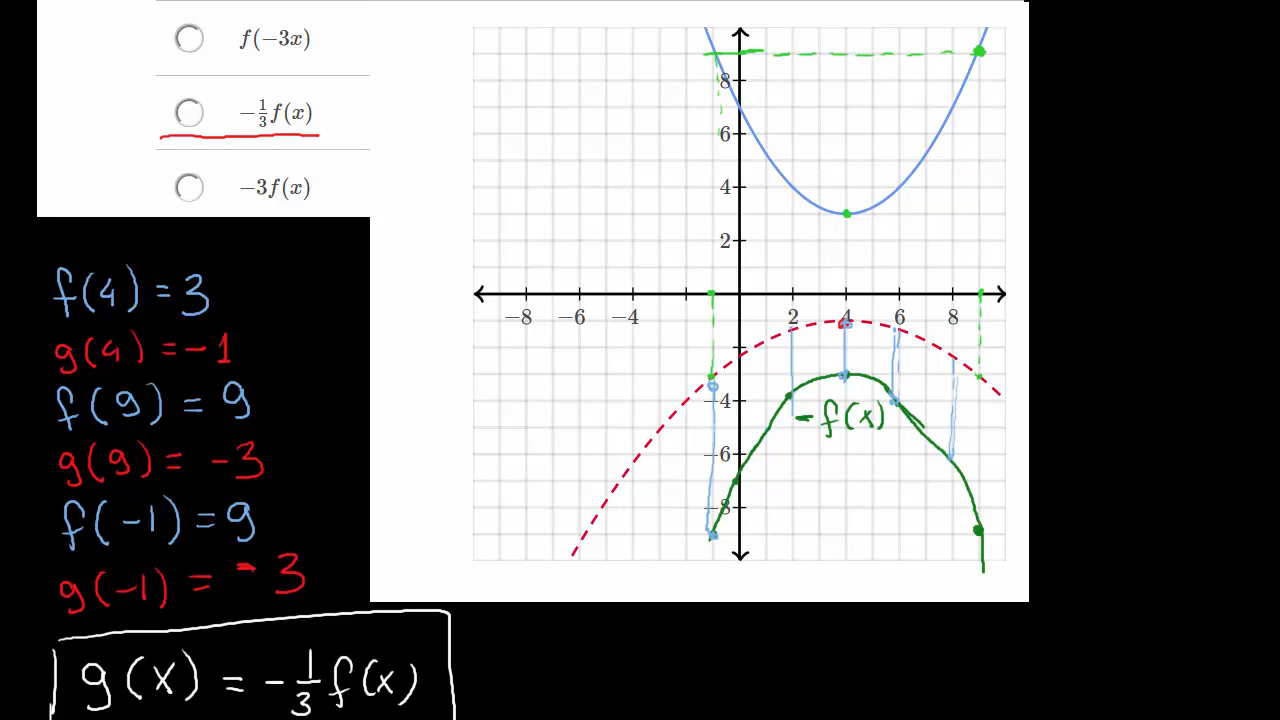 f(−3x)
−1/3 f(x)
−3f(x)
f(4) = 3
g(4) = −1
f(9) = 9
g(9) = −3
f(−1) = 9
g(−1) = −3
g(x) = −1/3 f(x)
8
6
4
2
−8 −6 −4 2 4 6 8
−4
−f(x)
−6
−8